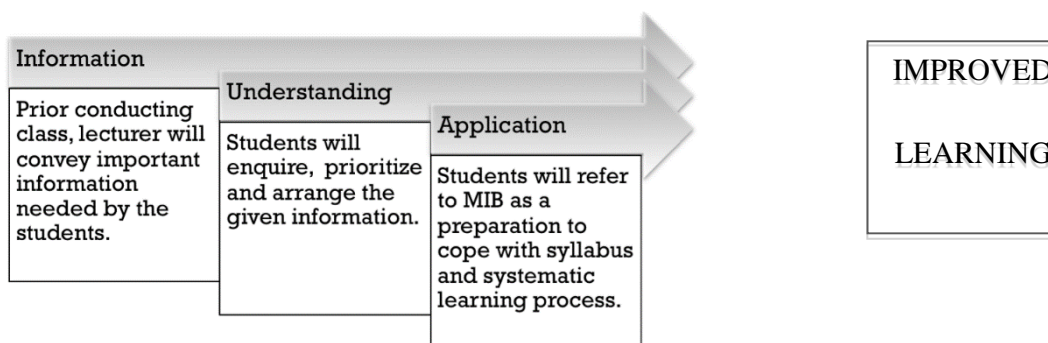 Information
Prior conducting
class, lecturer will
convey important
information
needed by the
students.
Understanding
Students will
enquire, prioritize
and arrange the
given information.
Application
Students will refer
to MIB as a
preparation to
cope with syllabus
and systematic
learning process.
IMPROVED
LEARNING